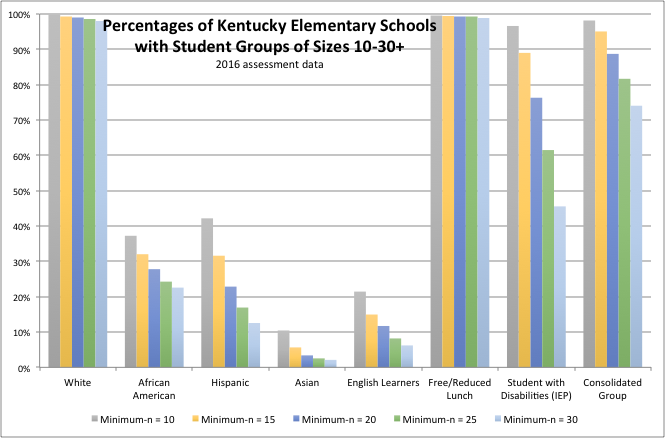 Percentages of Kentucky Elementary Schools
with Student Groups of Sizes 10-30+
2016 assessment data
100%
90%
80%
70%
60%
50%
40%
30%
20%
10%
0%
White
African
American
Hispanic
Asian
English Learners
Free/Reduced
Lunch
Student with
Disabilities (IEP)
Consolidated
Group
Minimum-n = 10
Minimum-n = 15
Minimum-n = 20
Minimum-n = 25
Minimum-n = 30